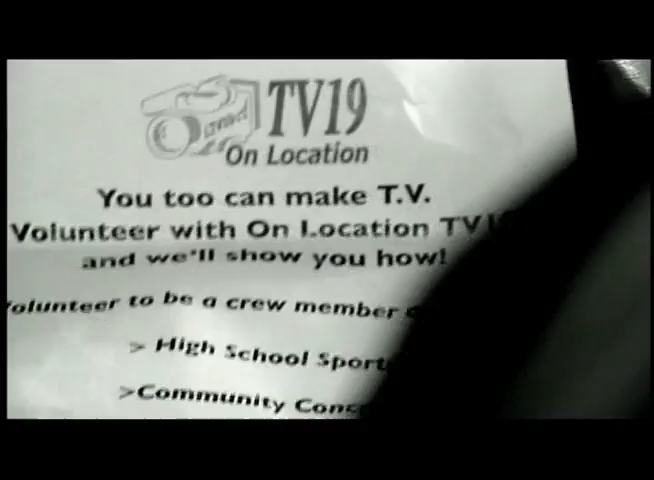 TV19
On Location
You too can make T.V.
Volunteer with On Location
and we'll show you how!
to be a crew member
> High School
>Community